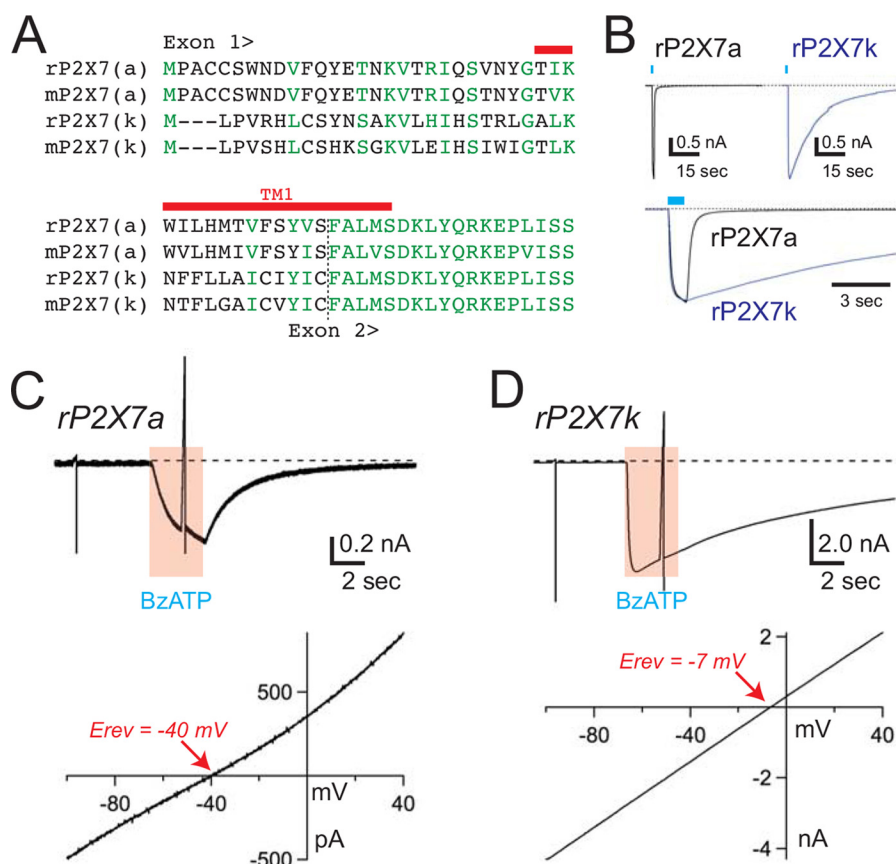 A
Exon 1>
rP2X7(a) MPACCSWNDVFQYETNKVTRIQSVNYGTIK
mP2X7(a) MPACCSWNDVFQYETNKVTRIQSTNYGTVK
rP2X7(k) M---LPVRHLCSYNSAKVLHIHSTRLGALK
mP2X7(k) M---LPVSHLCSHKSGKVLEIHSIWIGTLK
TM1
rP2X7(a) WILHMTVFSYVSFALMSDKLYQRKEPLISS
mP2X7(a) WVLHMIVFSYISFALVSDKLYQRKEPVISS
rP2X7(k) NFFLLAICIYICFALMSDKLYQRKEPLISS
mP2X7(k) NTFLGAICVYICFALMSDKLYQRKEPLISS
Exon 2>
B
rP2X7a rP2X7k
0.5 nA 0.5 nA
15 sec 15 sec
rP2X7a
rP2X7k 3 sec
C
rP2X7a
0.2 nA
2 sec
BzATP
500
Erev = -40 mV
mV
-80 -40 40
pA
-500
D
rP2X7k
2.0 nA
2 sec
BzATP
2
Erev = -7 mV
mV
-80 -40 40
-2
nA
-4